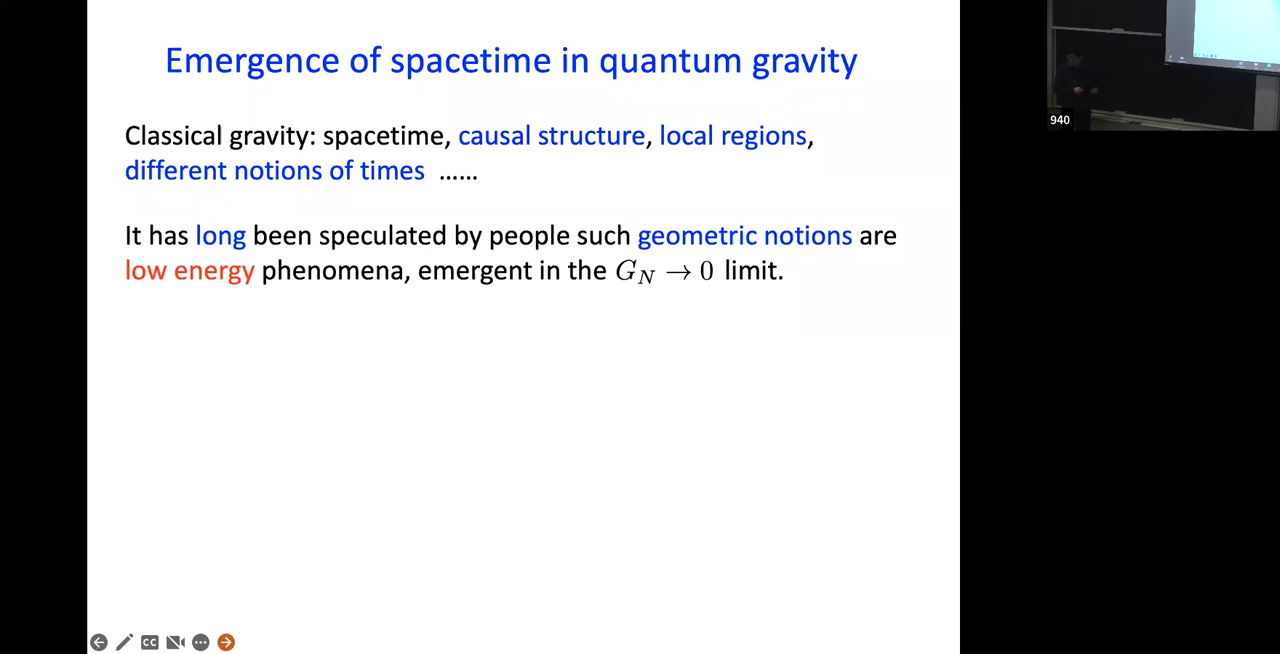 Emergence of spacetime in quantum gravity
Classical gravity: spacetime, causal structure, local regions,
different notions of times ......
It has long been speculated by people such geometric notions are
low energy phenomena, emergent in the $G_N \to 0$ limit.
CC
940